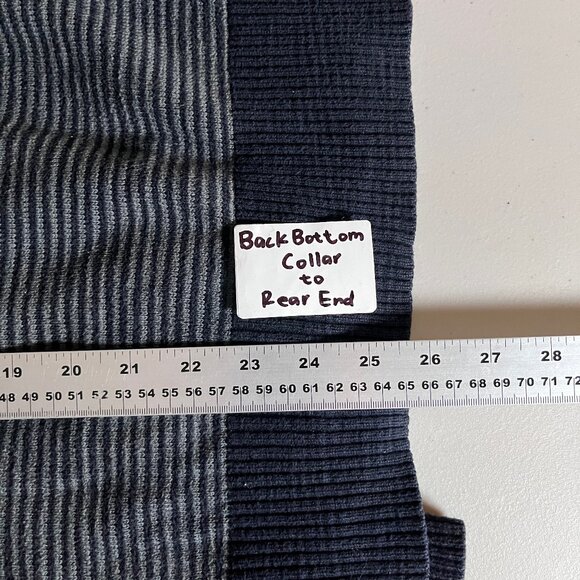 Back Bottom
Collar
to
Rear End
19 20 21 22 23 24 25 26 27 28
48 49 50 51 52 53 54 55 56 57 58 59 60 61 62 63 64 65 66 67 68 69 70 71 72